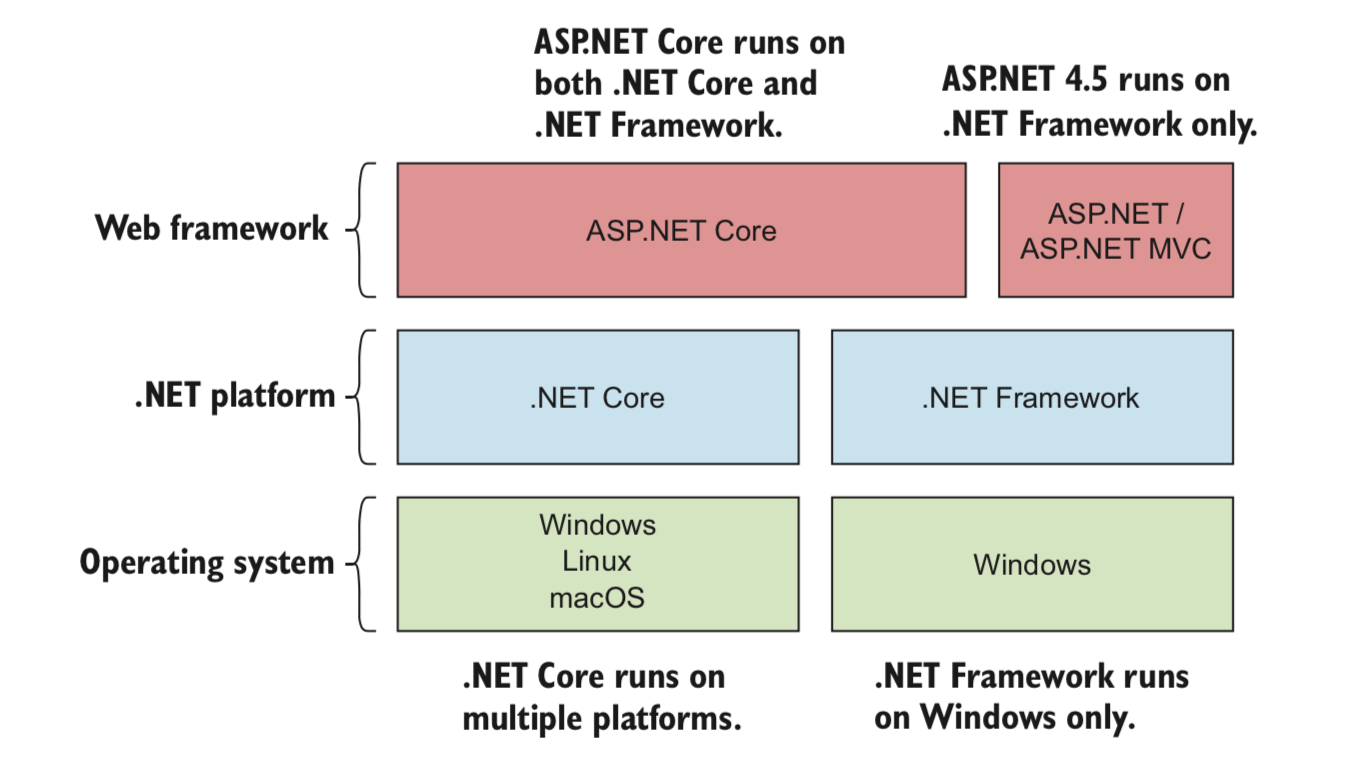 ASP.NET Core runs on
both .NET Core and
.NET Framework.
ASP.NET 4.5 runs on
.NET Framework only.
Web framework
ASP.NET Core
ASP.NET /
ASP.NET MVC
.NET platform
.NET Core
.NET Framework
Operating system
Windows
Linux
macOS
Windows
.NET Core runs on
multiple platforms.
.NET Framework runs
on Windows only.